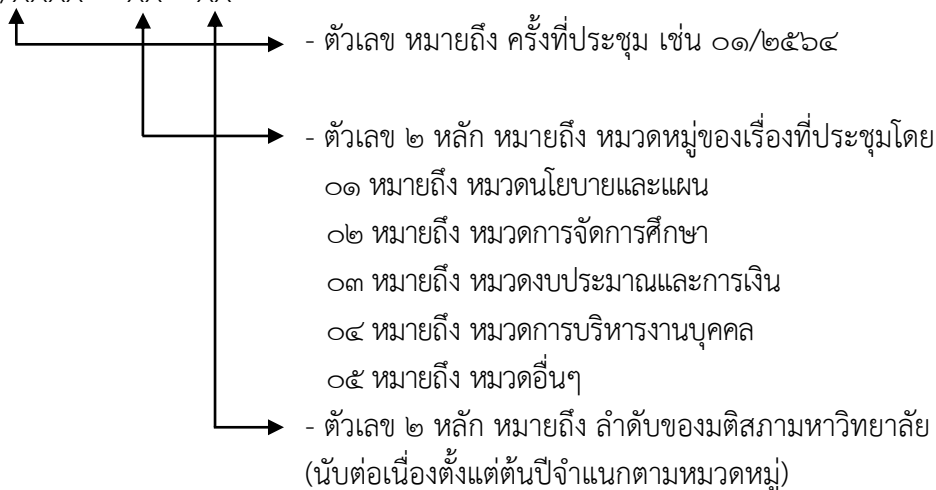 - ตัวเลข หมายถึง ครั้งที่ประชุม เช่น ๐๑/๒๕๖๔
- ตัวเลข ๒ หลัก หมายถึง หมวดหมู่ของเรื่องที่ประชุมโดย
๐๑ หมายถึง หมวดนโยบายและแผน
๐๒ หมายถึง หมวดการจัดการศึกษา
๐๓ หมายถึง หมวดงบประมาณและการเงิน
๐๔ หมายถึง หมวดการบริหารงานบุคคล
๐๕ หมายถึง หมวดอื่นๆ
- ตัวเลข ๒ หลัก หมายถึง ลำดับของมติสภามหาวิทยาลัย
(นับต่อเนื่องตั้งแต่ต้นปีจำแนกตามหมวดหมู่)